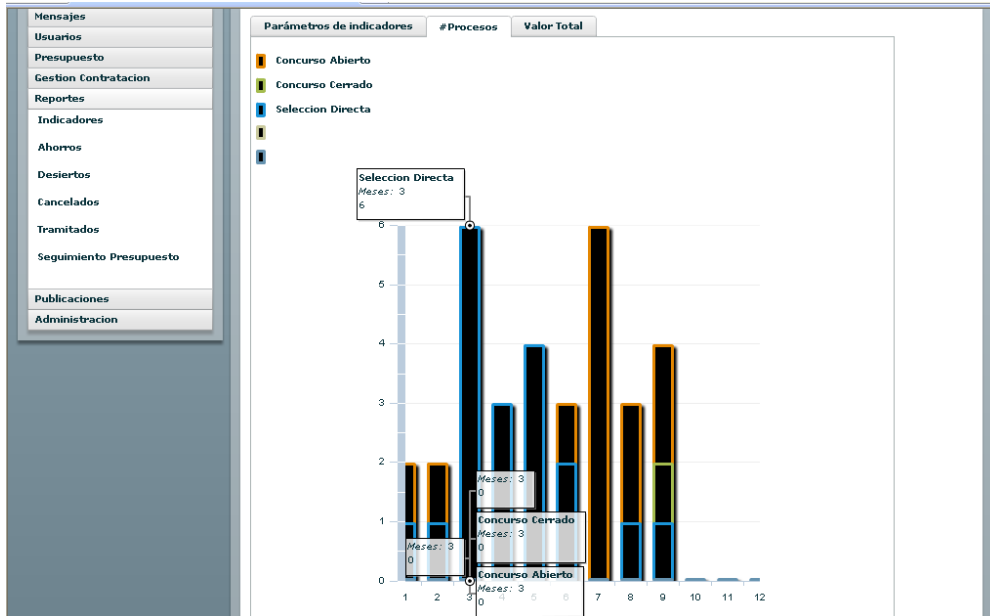 Mensajes
Usuarios
Presupuesto
Gestion Contratacion
Reportes
Indicadores
Ahorros
Desiertos
Cancelados
Tramitados
Seguimiento Presupuesto
Publicaciones
Administracion
Parámetros de indicadores
#Procesos
Valor Total
Concurso Abierto
Concurso Cerrado
Seleccion Directa
Seleccion Directa
Meses: 3
6
6
5
4
3
2
1
0
Meses: 3
0
Concurso Cerrado
Meses: 3
0
Meses: 3
0
Concurso Abierto
Meses: 3
0
1 2 3 4 5 6 7 8 9 10 11 12